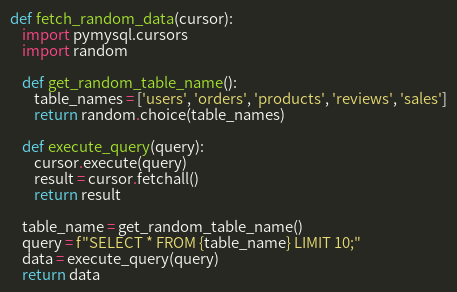 def fetch_random_data(cursor):
    import pymysql.cursors
    import random

    def get_random_table_name():
        table_names = ['users', 'orders', 'products', 'reviews', 'sales']
        return random.choice(table_names)

    def execute_query(query):
        cursor.execute(query)
        result = cursor.fetchall()
        return result

    table_name = get_random_table_name()
    query = f"SELECT * FROM {table_name} LIMIT 10;"
    data = execute_query(query)
    return data